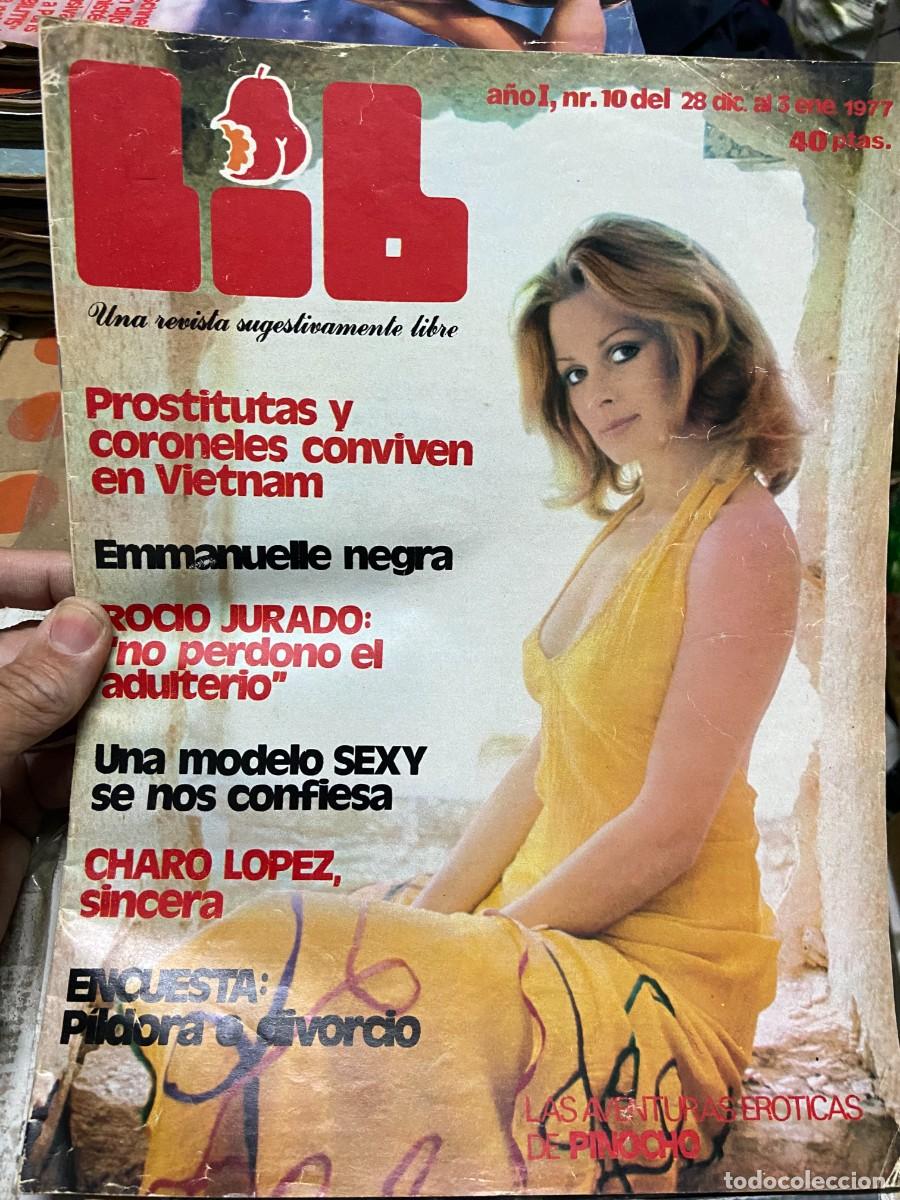 Lib
año I, nr. 10 del 28 dic. al 3 ene 1977
40 ptas.
Una revista sugestivamente libre
Prostitutas y
coroneles conviven
en Vietnam
Emmanuelle negra
ROCIO JURADO:
"no perdono el
adulterio"
Una modelo SEXY
se nos confiesa
CHARO LOPEZ,
sincera
ENCUESTA:
Píldora o divorcio
LAS AVENTURAS EROTICAS
DE PINOCHO
todocoleccion